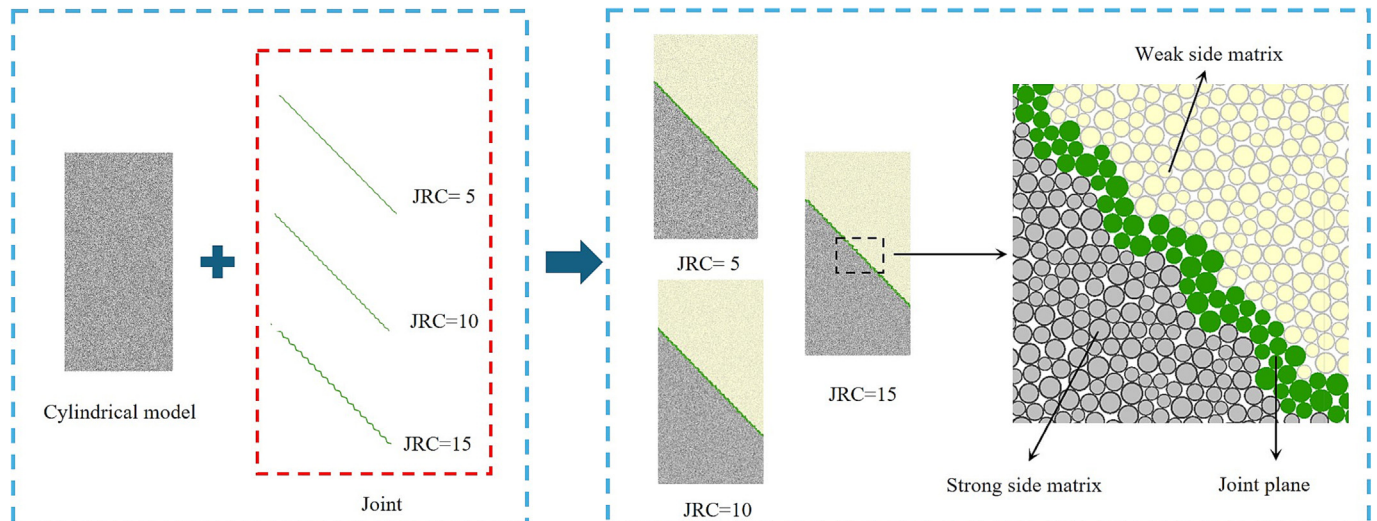 Cylindrical model
JRC= 5
JRC=10
JRC=15
Joint
JRC= 5
JRC=10
JRC=15
Weak side matrix
Strong side matrix
Joint plane